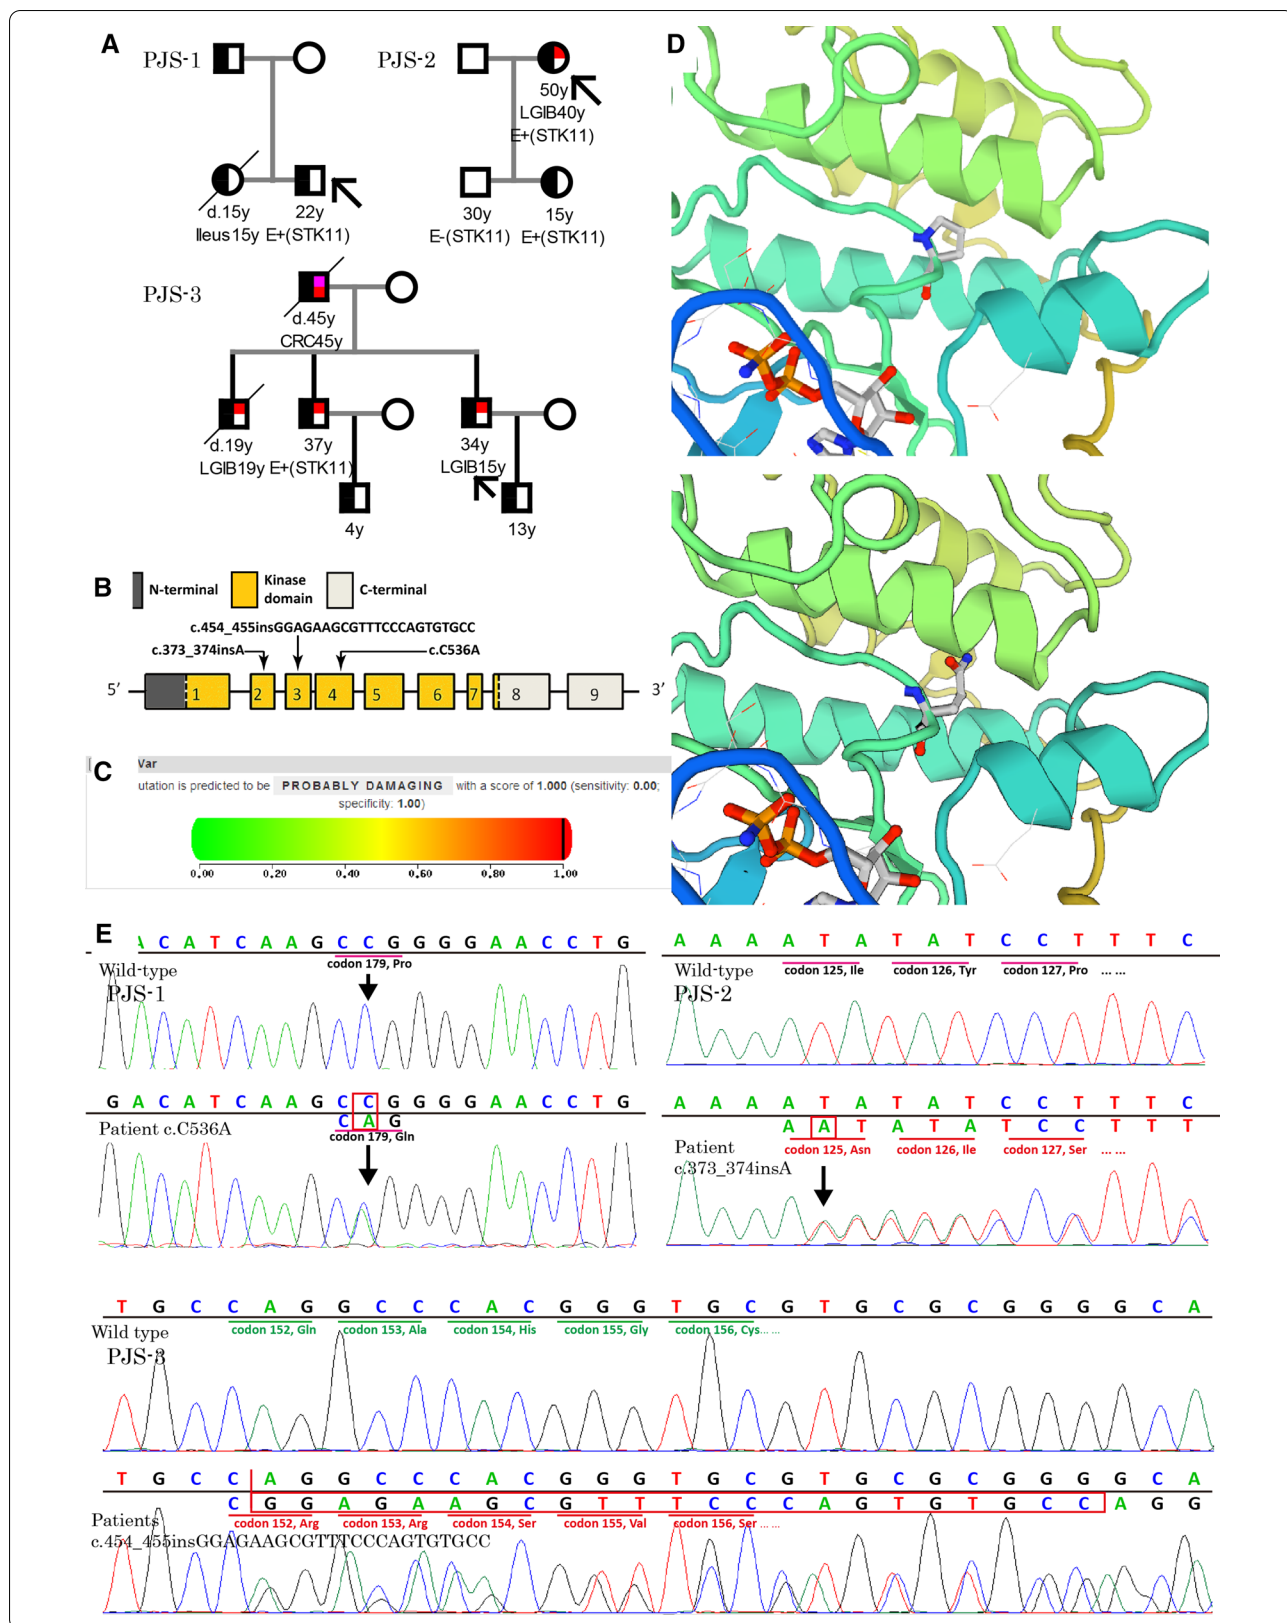 A
PJS-1
PJS-2
50y
LGIB40y
E+(STK11)
d.15y
22y
Ileus15y
E+(STK11)
30y
15y
E-(STK11)
E+(STK11)
PJS-3
d.45y
CRC45y
d.19y
37y
34y
LGIB19y
E+(STK11)
LGIB15y
4y
13y
B
N-terminal
Kinase
domain
C-terminal
c.454_455insGGAGAAGCGTTTCCCAGTGTGCC
c.373_374insA
c.C536A
5’
1
2
3
4
5
6
7
8
9
3’
C
Var
utation is predicted to be PROBABLY DAMAGING with a score of 1.000 (sensitivity: 0.00;
specificity: 1.00)
0.00 0.20 0.40 0.60 0.80 1.00
D
E
A C A T C A A G C C G G G G A A C C T G
codon 179, Pro
Wild-type
PJS-1
G A C A T C A A G C C G G G G A A C C T G
C A G
codon 179, Gln
Patient c.C536A
A A A A T A T A T C C T T T C
codon 125, Ile
codon 126, Tyr
codon 127, Pro
... ...
Wild-type
PJS-2
A A A A T A T A T C C T T T C
A A T A T A T C C T T T
codon 125, Asn
codon 126, Ile
codon 127, Ser
... ...
Patient
c.373_374insA
T G C C A G G C C C A C G G G T G C G T G C G C G G G G C A
codon 152, Gln
codon 153, Ala
codon 154, His
codon 155, Gly
codon 156, Cys... ...
Wild type
PJS-3
T G C C A G G C C C A C G G G T G C G T G C G C G G G G C A
C G G A G A A G C G T T T C C C A G T G T G C C A G G
codon 152, Arg
codon 153, Arg
codon 154, Ser
codon 155, Val
codon 156, Ser ... ...
Patients
c.454_455insGGAGAAGCGTTTCCCAGTGTGCC